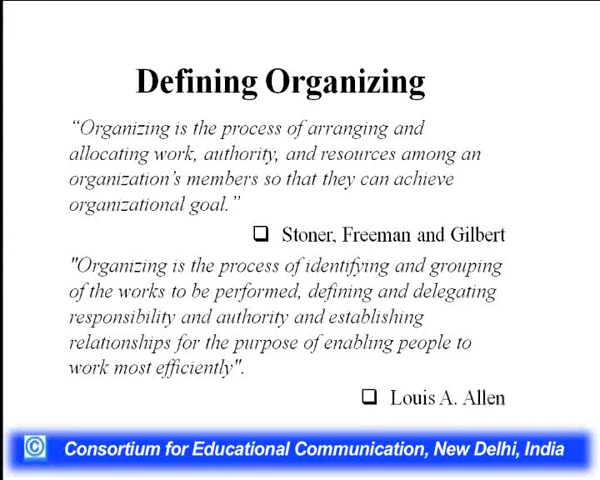 Defining Organizing
“Organizing is the process of arranging and
allocating work, authority, and resources among an
organization’s members so that they can achieve
organizational goal.”
❑ Stoner, Freeman and Gilbert
"Organizing is the process of identifying and grouping
of the works to be performed, defining and delegating
responsibility and authority and establishing
relationships for the purpose of enabling people to
work most efficiently".
❑ Louis A. Allen
© Consortium for Educational Communication, New Delhi, India